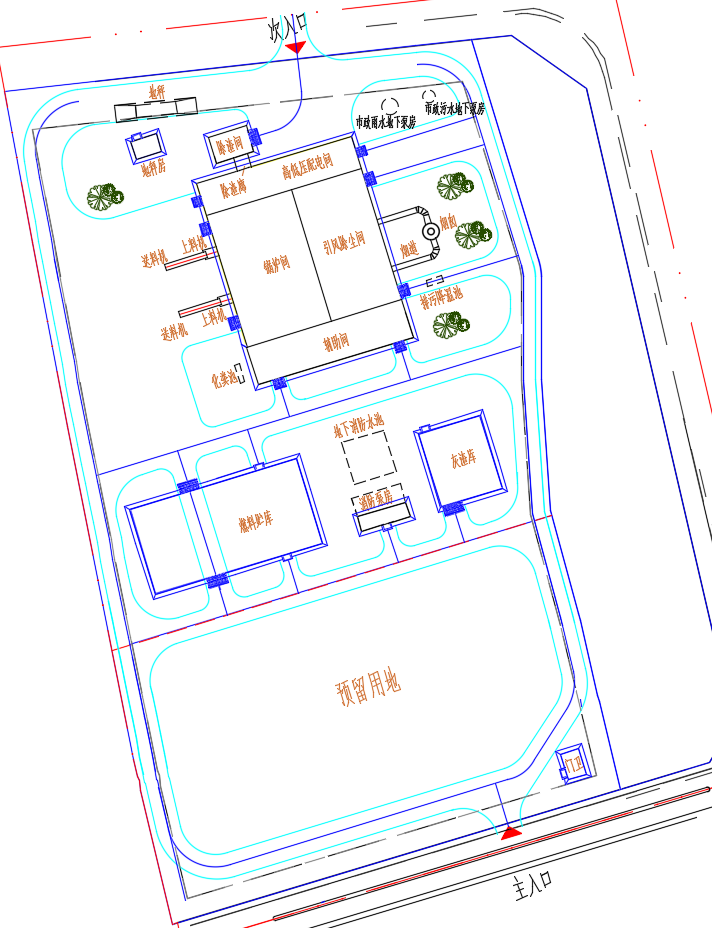 次入口
地秤
市政雨水地下泵房
市政污水地下泵房
地秤房
除渣间
除渣廊
高低压配电间
送料机
上料机
锅炉间
引风除尘间
烟道
烟囱
排污降温池
送料机
上料机
辅助间
化粪池
地下消防水池
灰渣库
消防泵房
燃料贮库
预留用地
门卫
主入口